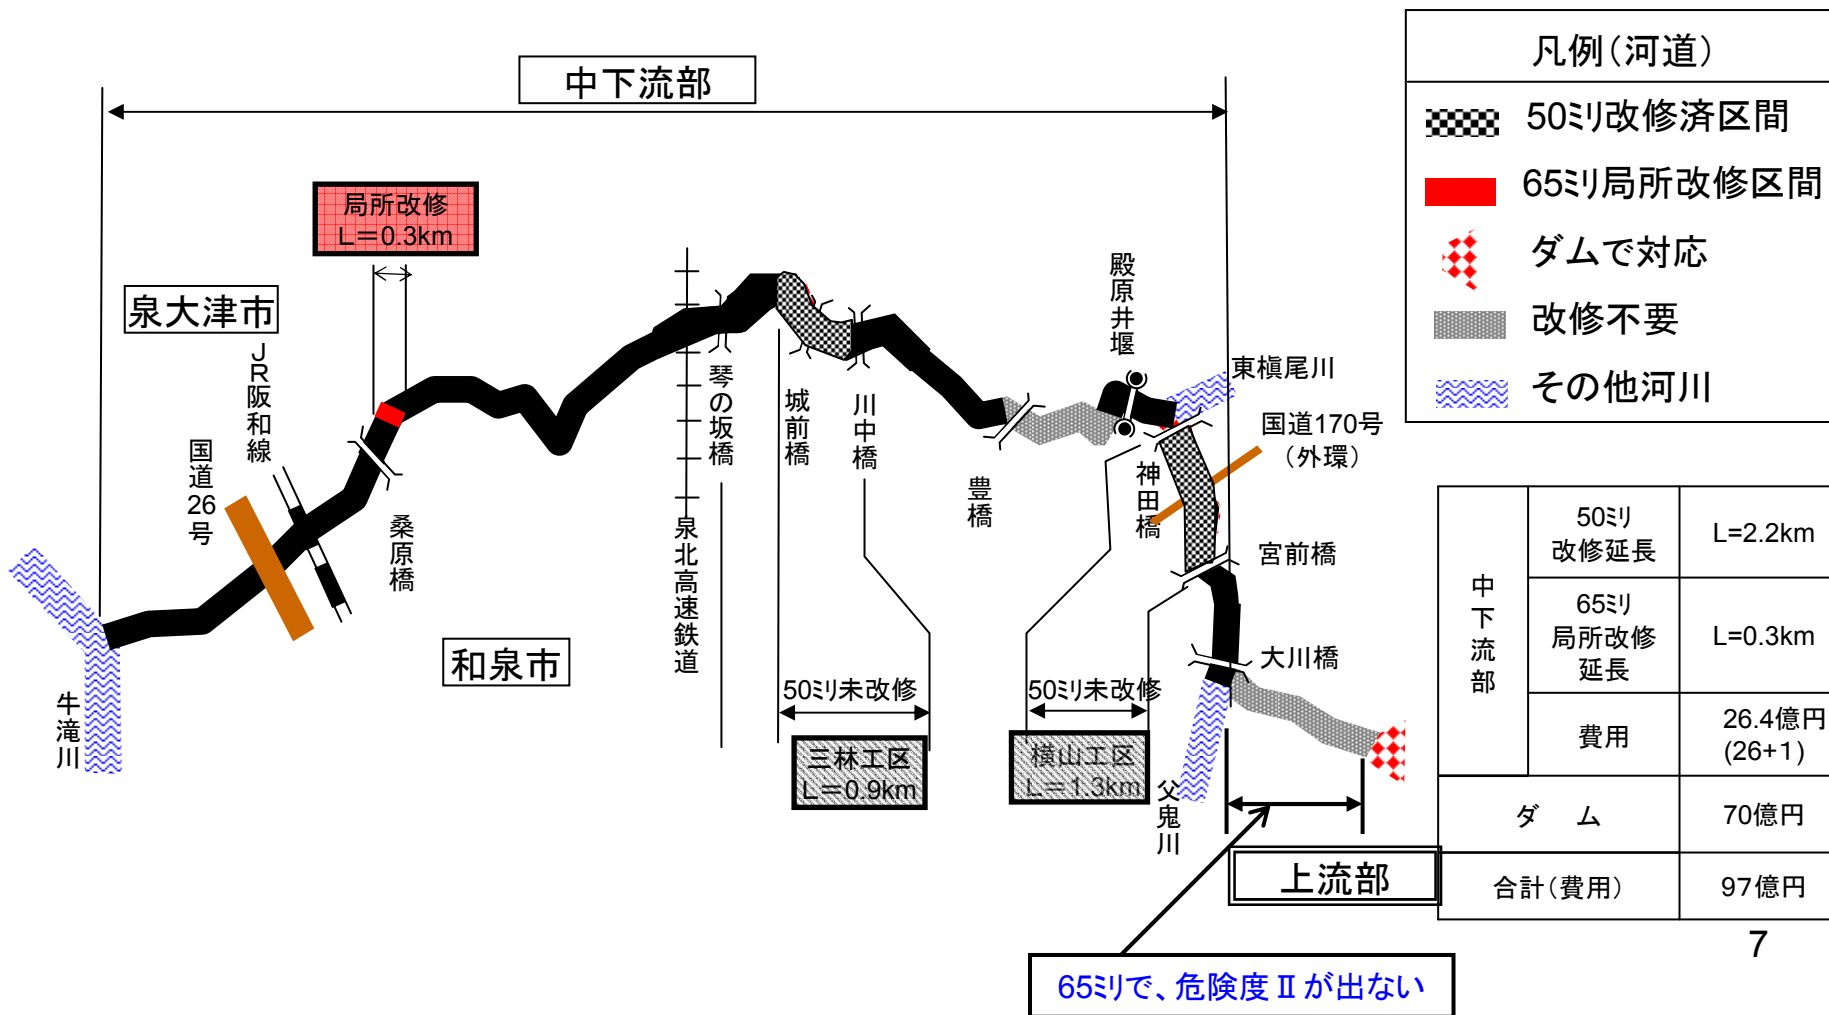 中下流部
凡例（河道）
50ﾐﾘ改修済区間
65ﾐﾘ局所改修区間
ダムで対応
改修不要
その他河川
局所改修
L＝0.3km
泉大津市
JR阪和線
国道26号
桑原橋
和泉市
牛滝川
泉北高速鉄道
琴の坂橋
城前橋
川中橋
豊橋
殿原井堰
神田橋
東槇尾川
国道170号
（外環）
宮前橋
大川橋
父鬼川
50ﾐﾘ未改修
三林工区
L＝0.9km
50ﾐﾘ未改修
横山工区
L＝1.3km
上流部
65ﾐﾘで、危険度Ⅱが出ない
中下流部
50ﾐﾘ
改修延長
L=2.2km
65ﾐﾘ
局所改修
延長
L=0.3km
費用
26.4億円
(26+1)
ダ　ム
70億円
合計（費用）
97億円
7